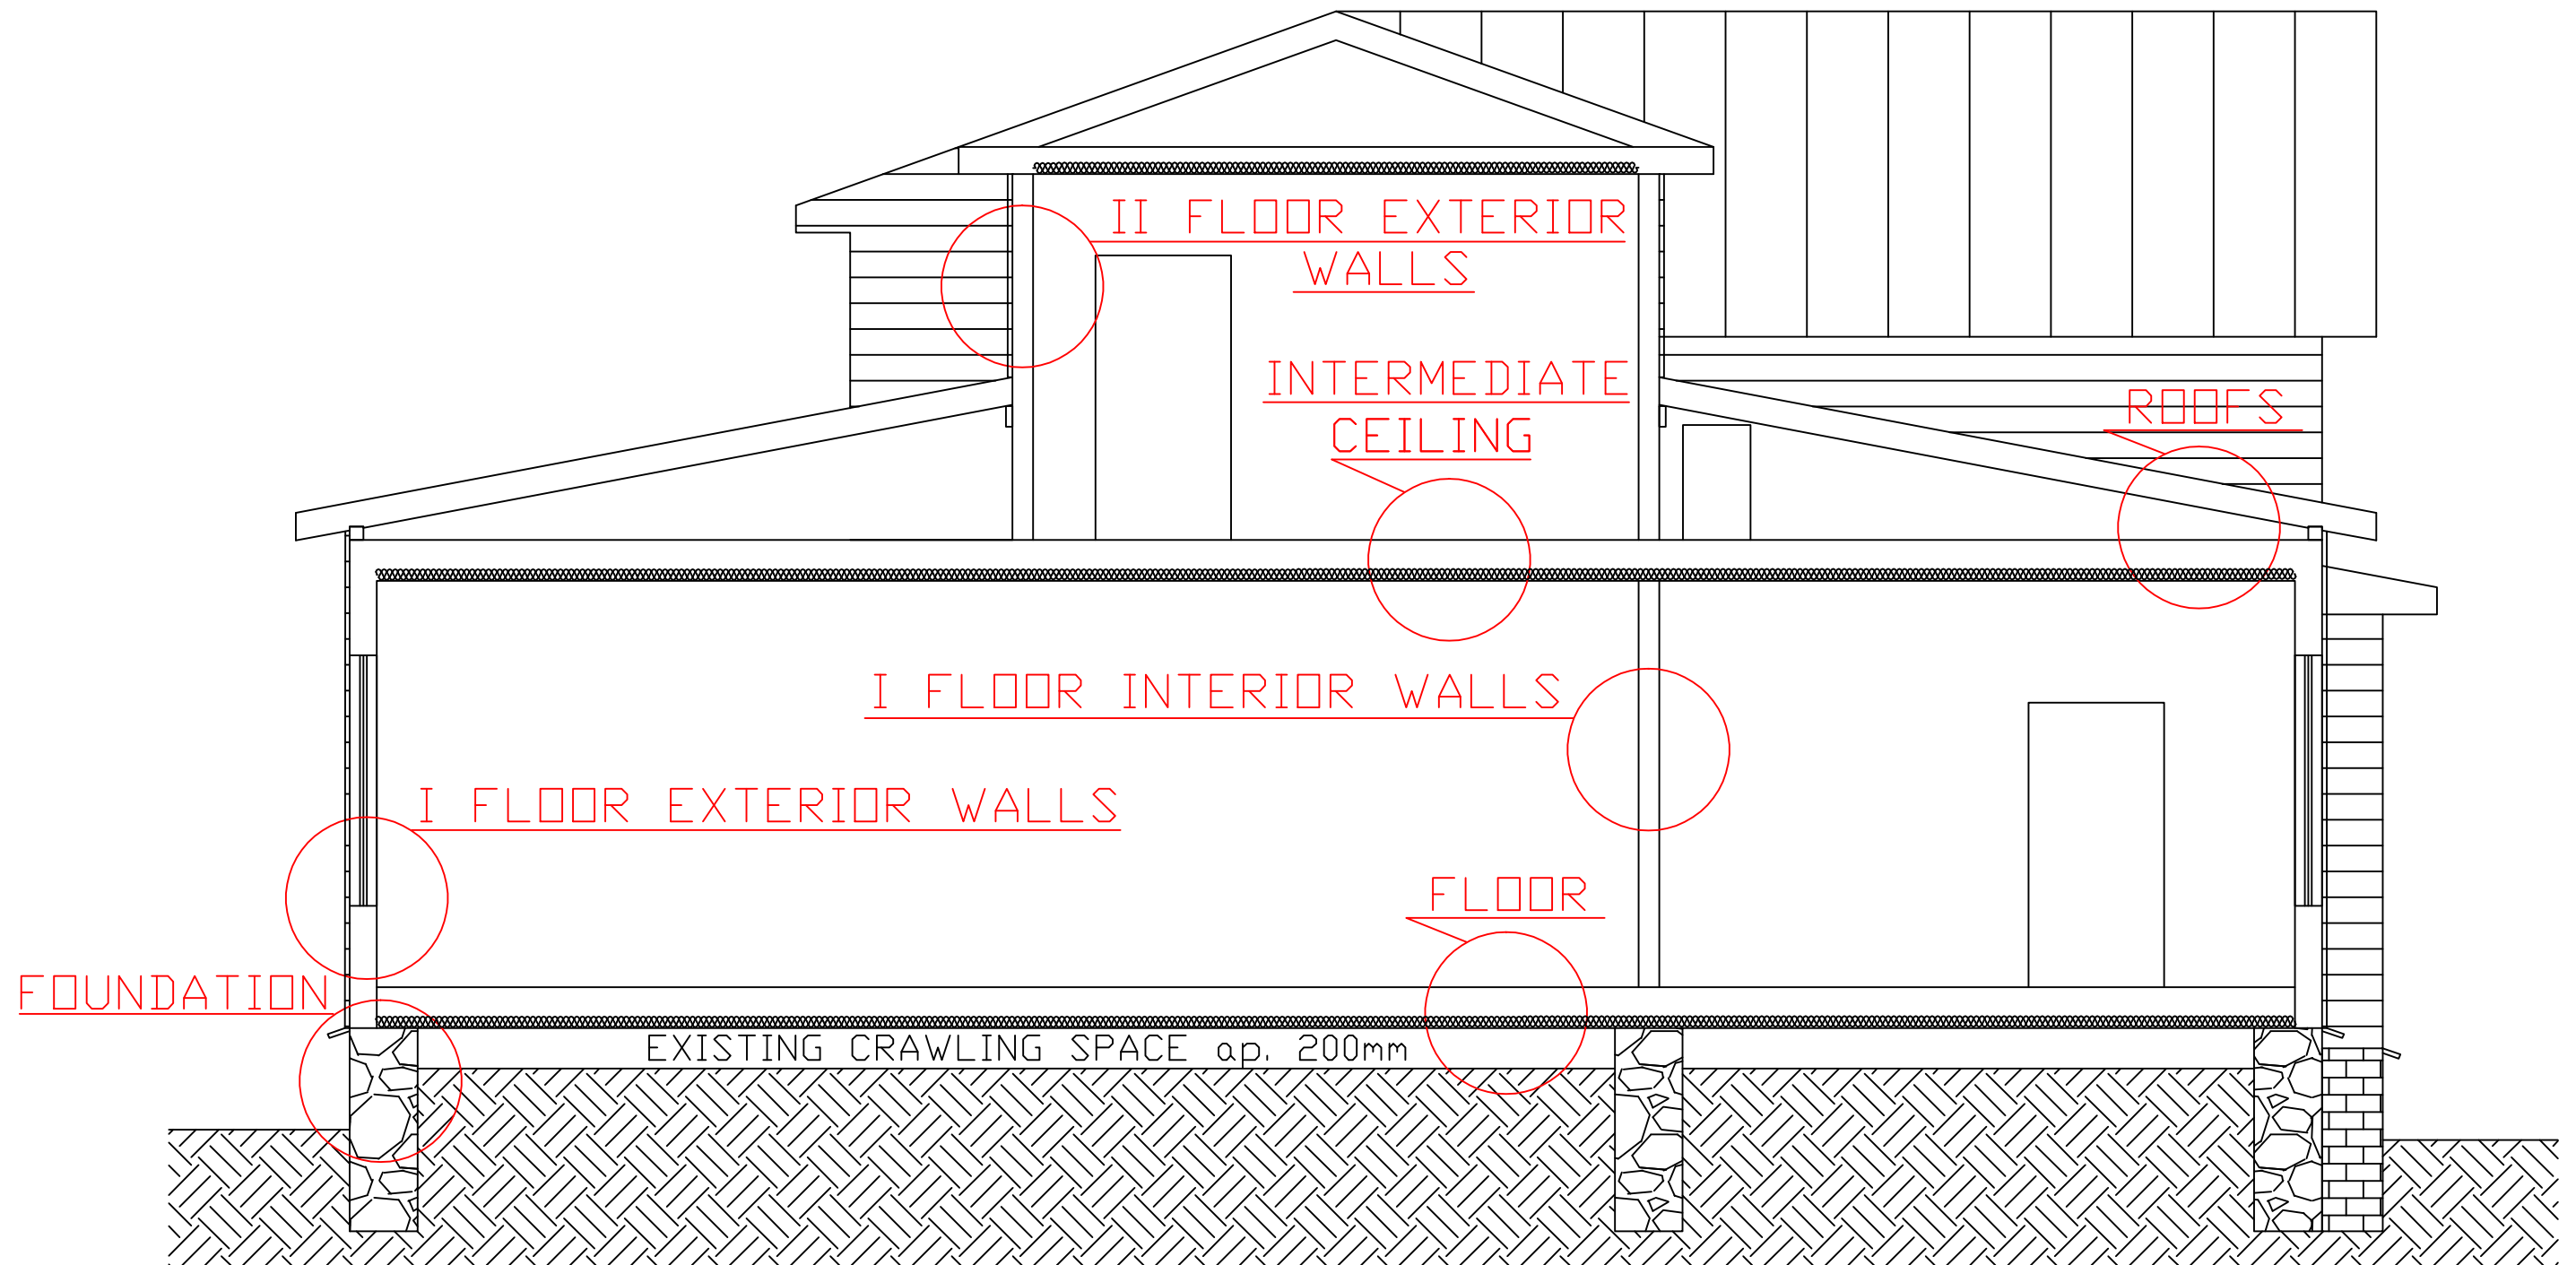 II FLOOR EXTERIOR
WALLS
INTERMEDIATE
CEILING
ROOFS
I FLOOR INTERIOR WALLS
I FLOOR EXTERIOR WALLS
FLOOR
FOUNDATION
EXISTING CRAWLING SPACE ap. 200mm